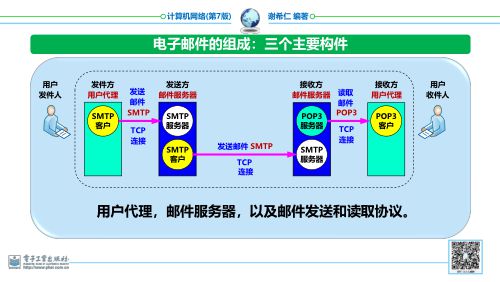 计算机网络(第7版)
谢希仁 编著
电子邮件的组成：三个主要构件
用户
发件人
发件方
用户代理
发送
邮件
SMTP
TCP
连接
发送方
邮件服务器
接收方
邮件服务器
读取
邮件
POP3
TCP
连接
接收方
用户代理
用户
收件人
SMTP
客户
SMTP
服务器
SMTP
客户
发送邮件 SMTP
TCP
连接
POP3
服务器
SMTP
服务器
POP3
客户
用户代理，邮件服务器，以及邮件发送和读取协议。
电子工业出版社
http://www.phei.com.cn